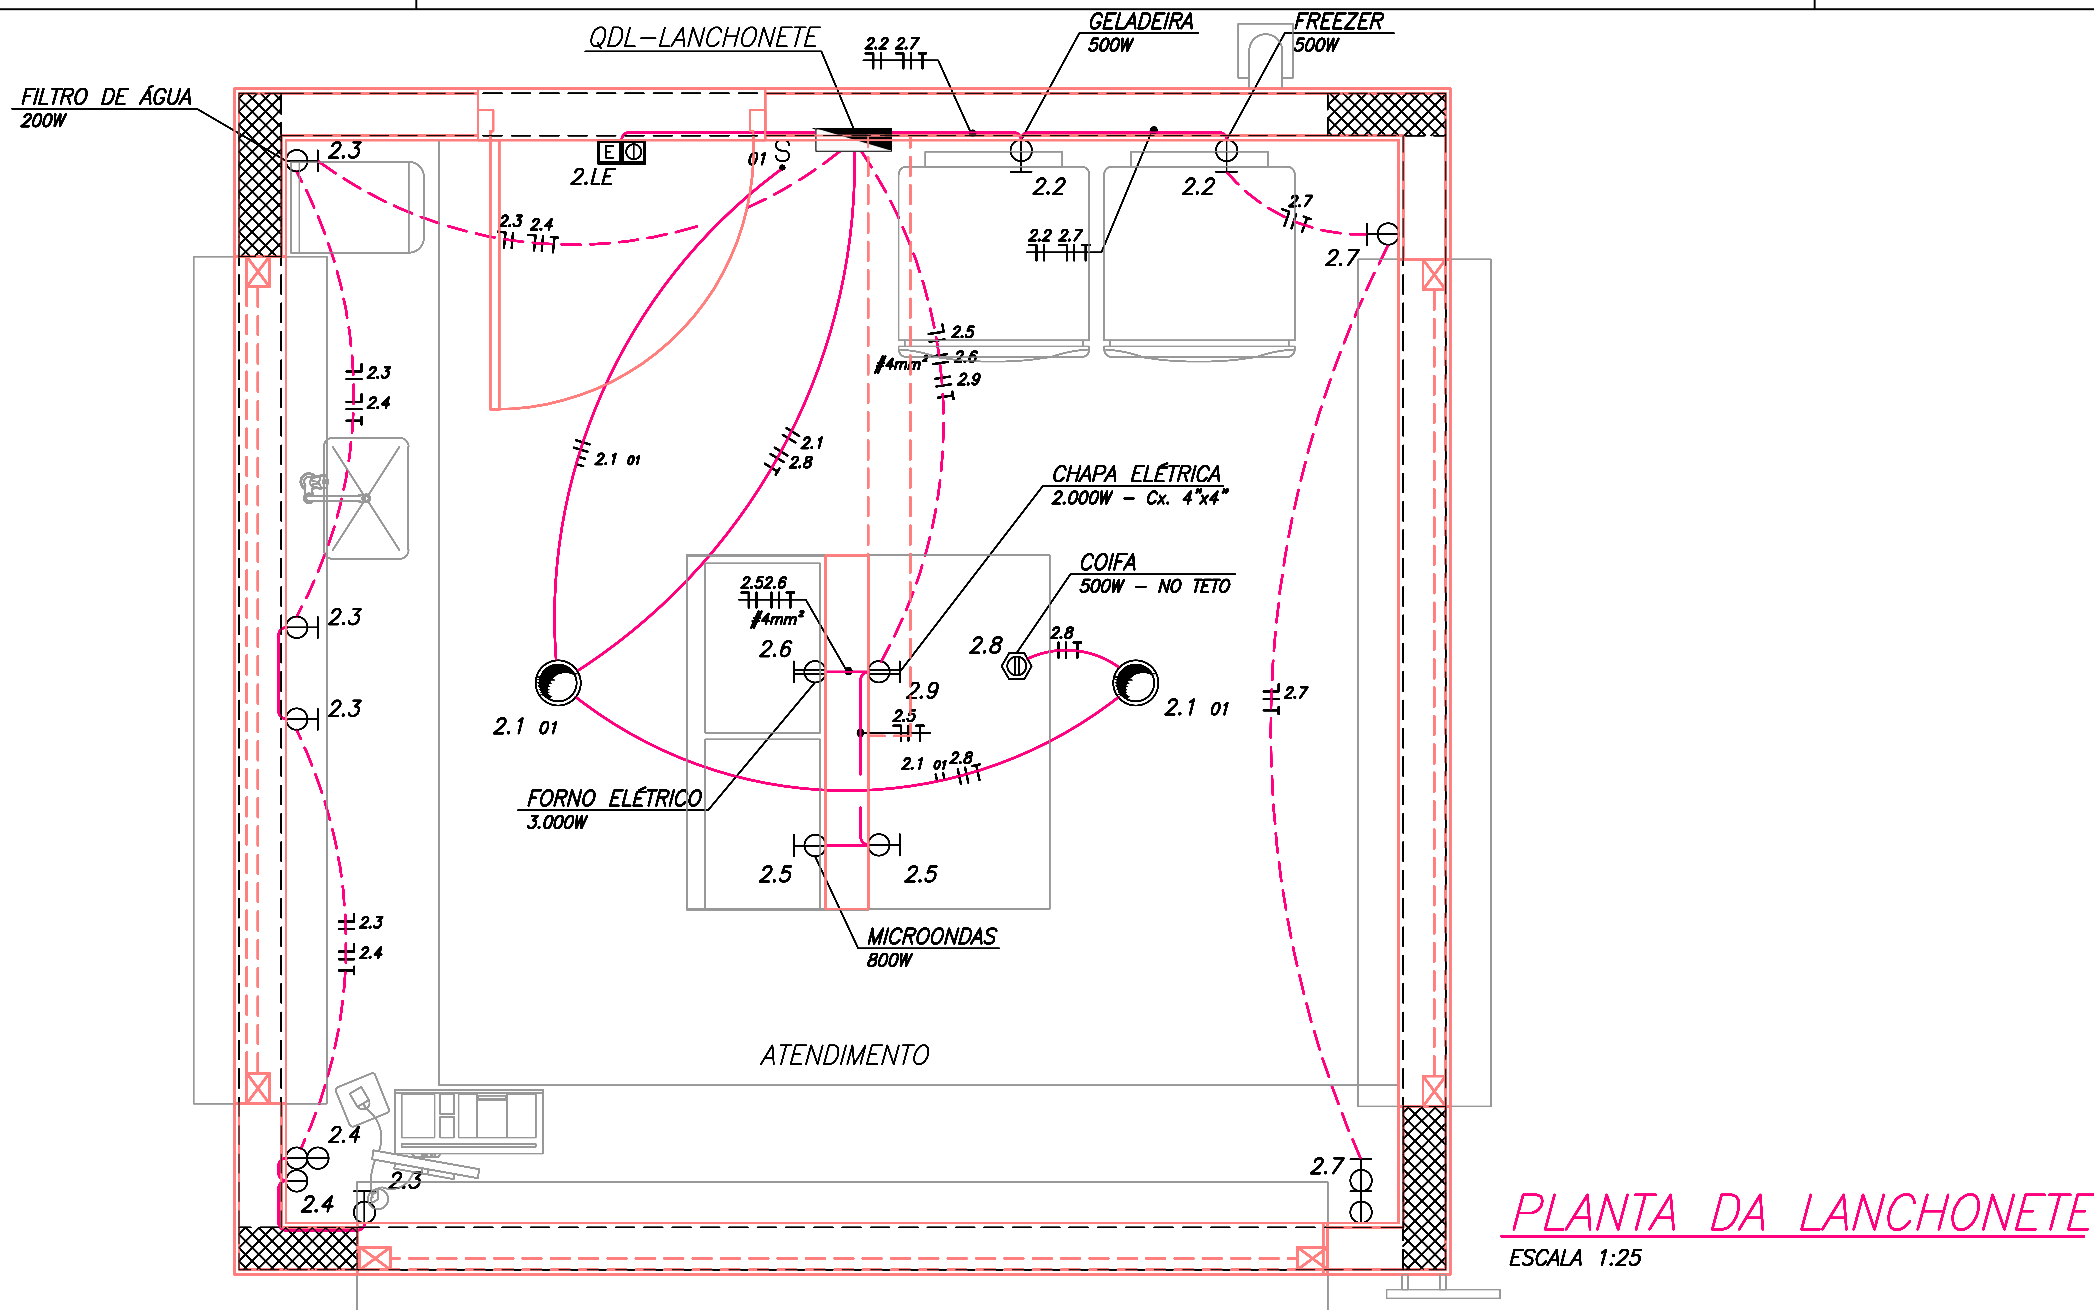 GELADEIRA
500W
FREEZER
500W
QDL-LANCHONETE
2.2 2.7
FILTRO DE ÁGUA
200W
2.3
E
2.LE
01 S
2.2
2.2
2.3 2.4
2.7
2.2 2.7
2.7
2.5
#4mm² 2.6
2.9
2.3
2.4
2.1 01
2.1
2.8
CHAPA ELÉTRICA
2.000W - Cx. 4"x4"
COIFA
500W - NO TETO
2.52.6
#4mm²
2.3
2.6
2.8
2.8
2.9
2.7
2.3
2.1 01
2.5
2.1 01
2.1 01 2.8
FORNO ELÉTRICO
3.000W
2.5
2.5
2.3
2.4
MICROONDAS
800W
ATENDIMENTO
2.4
2.3
2.4
2.7
PLANTA DA LANCHONETE
ESCALA 1:25